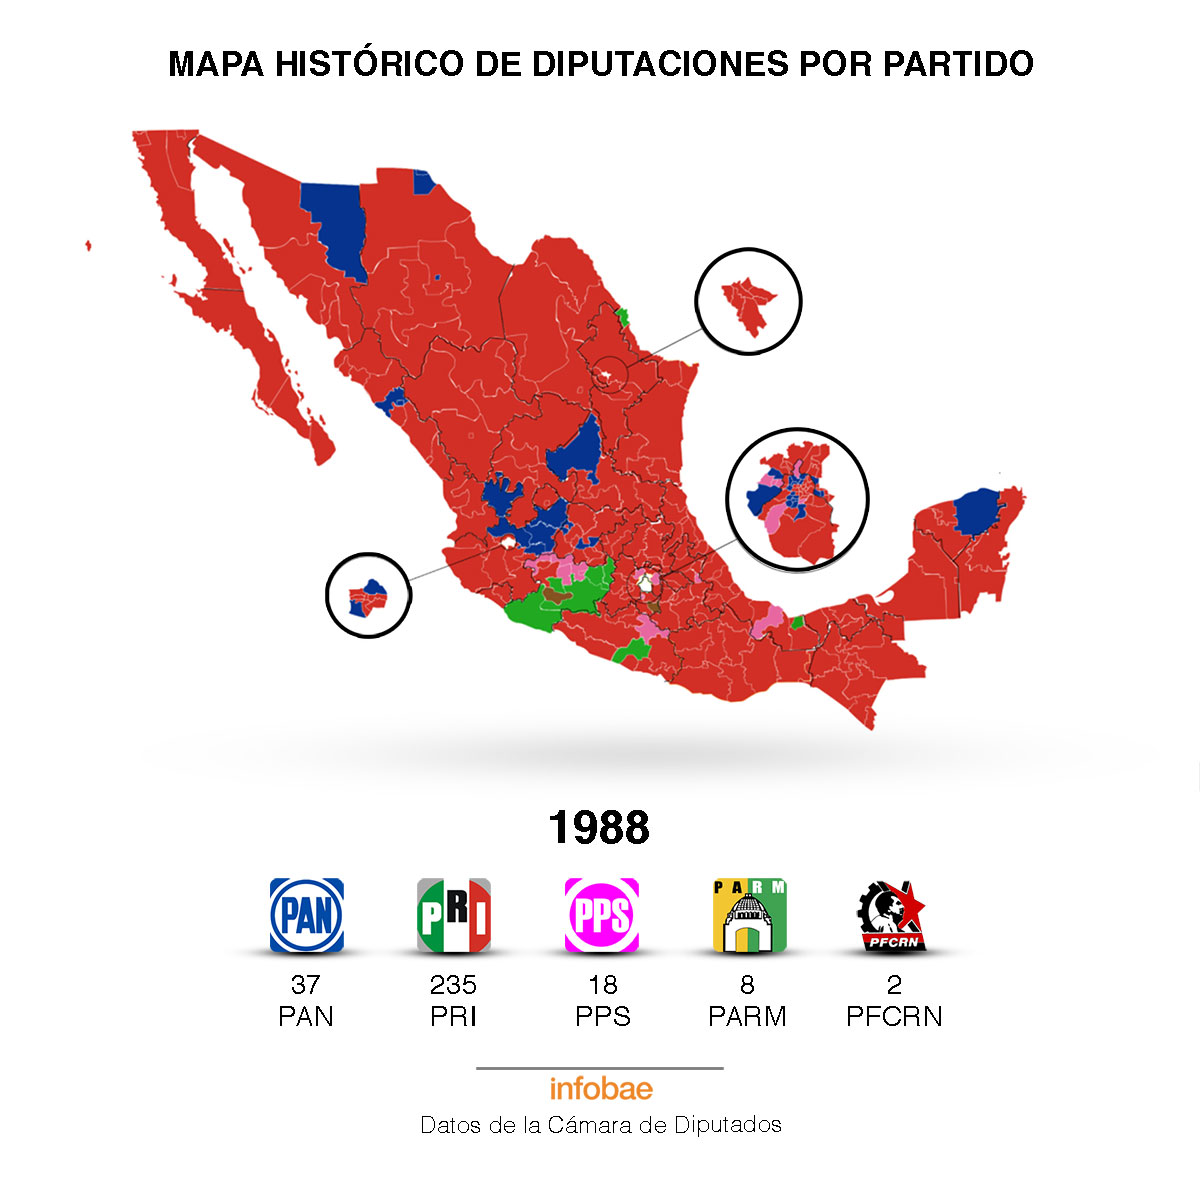 MAPA HISTÓRICO DE DIPUTACIONES POR PARTIDO
1988
PAN
PRI
PPS
PARM
PFCRN
37
235
18
8
2
PAN
PRI
PPS
PARM
PFCRN
infobae
Datos de la Cámara de Diputados